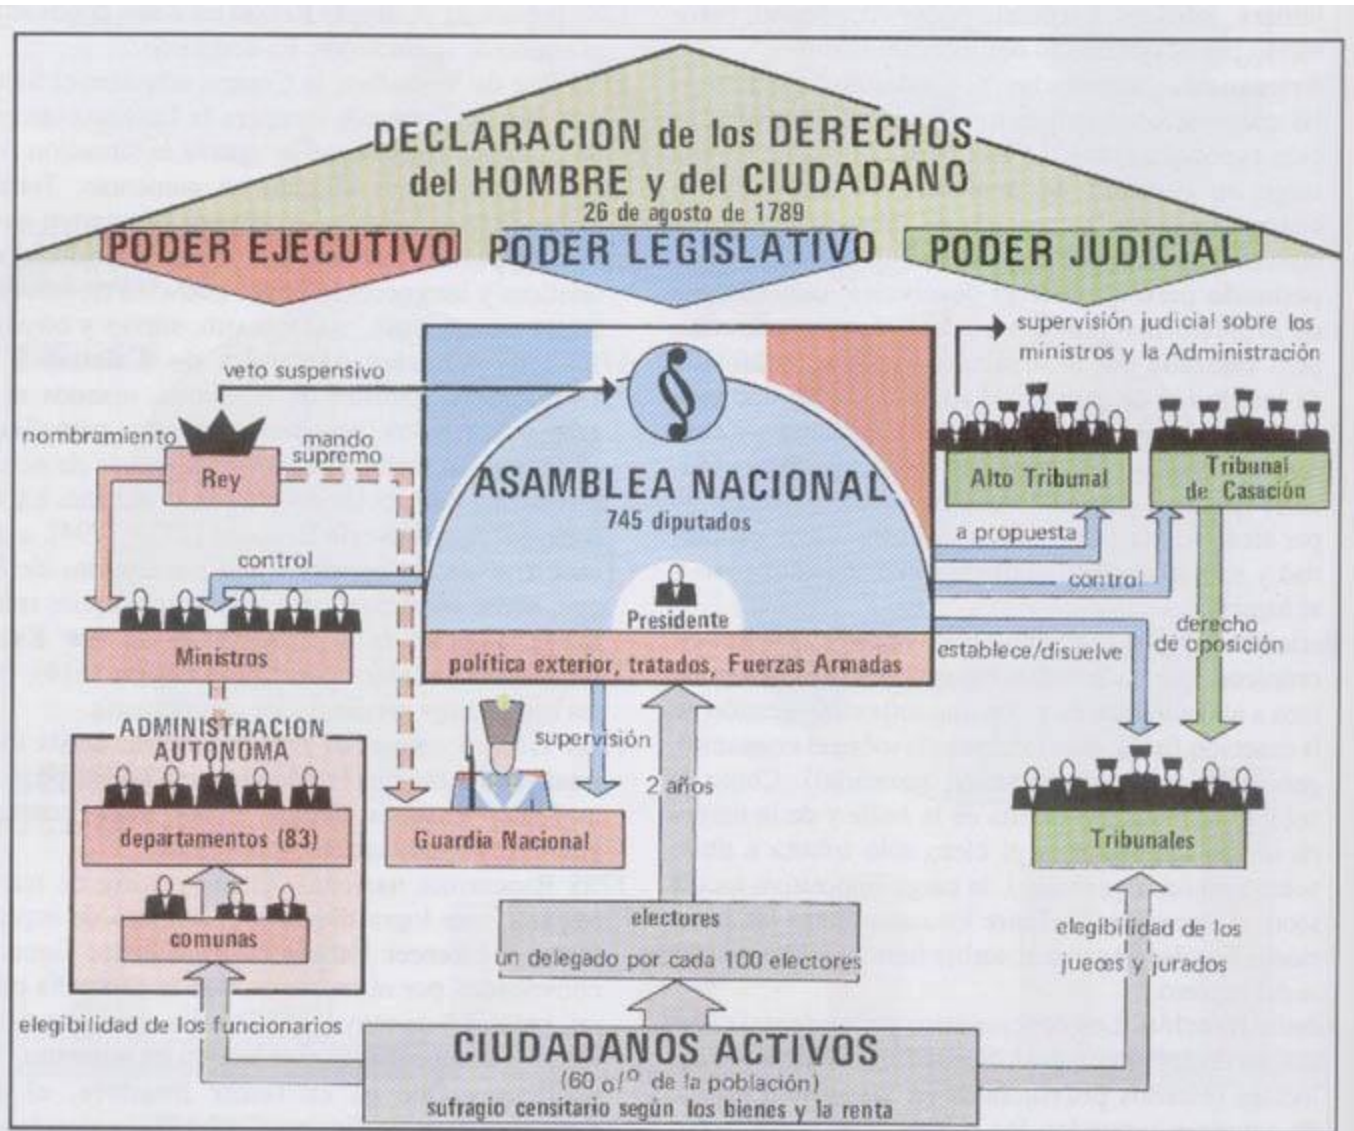 DECLARACION de los DERECHOS
del HOMBRE y del CIUDADANO
26 de agosto de 1789
PODER EJECUTIVO
PODER LEGISLATIVO
PODER JUDICIAL
veto suspensivo
§
supervisión judicial sobre los
ministros y la Administración
nombramiento
Rey
mando
supremo
ASAMBLEA NACIONAL
745 diputados
Alto Tribunal
Tribunal
de Casación
a propuesta
control
control
Presidente
Ministros
política exterior, tratados, Fuerzas Armadas
establece/disuelve
derecho
de oposición
ADMINISTRACION
AUTONOMA
supervisión
2 años
departamentos (83)
Guardia Nacional
Tribunales
comunas
electores
un delegado por cada 100 electores
elegibilidad de los
jueces y jurados
elegibilidad de los funcionarios
CIUDADANOS ACTIVOS
(60 o/o de la población)
sufragio censitario según los bienes y la renta